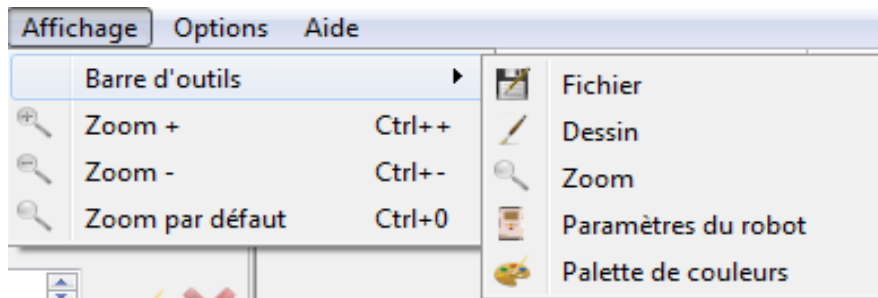 Affichage Options Aide
Barre d'outils
Zoom + Ctrl++
Zoom - Ctrl+-
Zoom par défaut Ctrl+0
Fichier
Dessin
Zoom
Paramètres du robot
Palette de couleurs